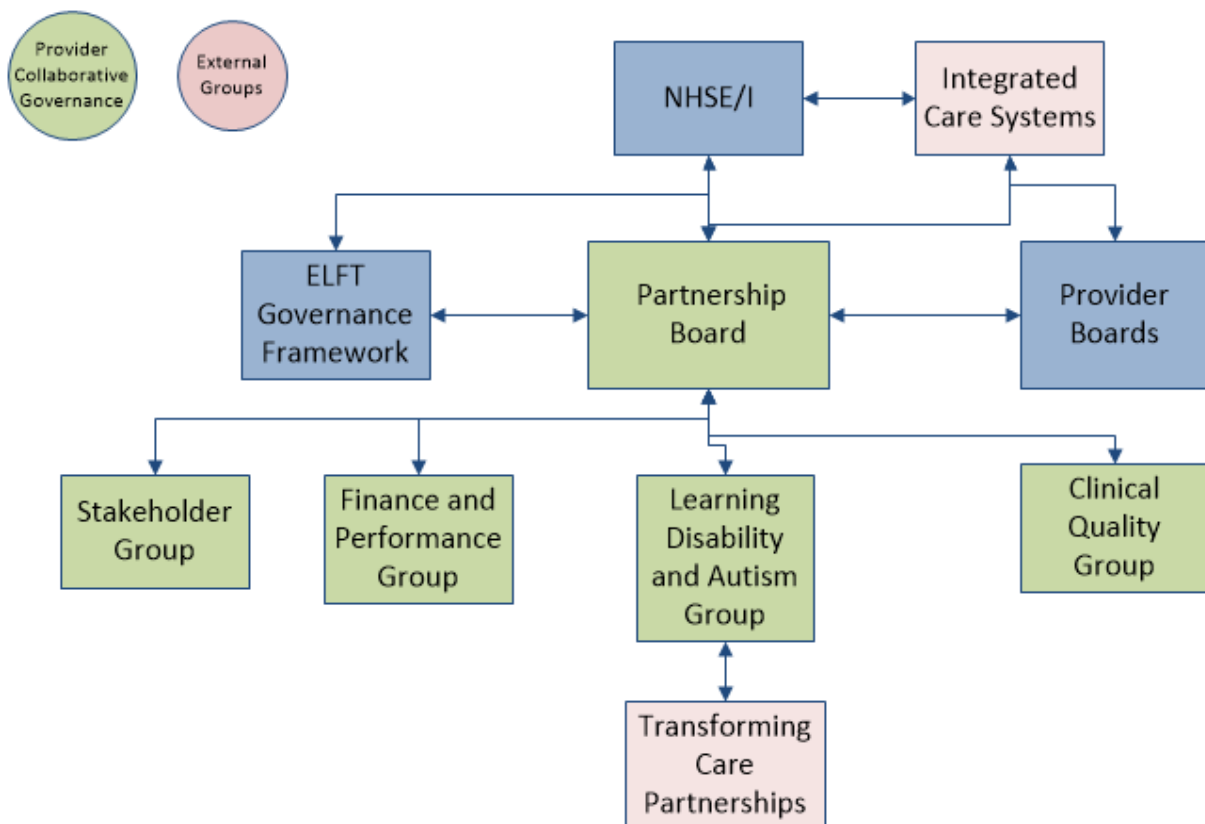 Provider
Collaborative
Governance
External
Groups
NHSE/I
Integrated
Care Systems
ELFT
Governance
Framework
Partnership
Board
Provider
Boards
Stakeholder
Group
Finance and
Performance
Group
Learning
Disability
and Autism
Group
Clinical
Quality
Group
Transforming
Care
Partnerships